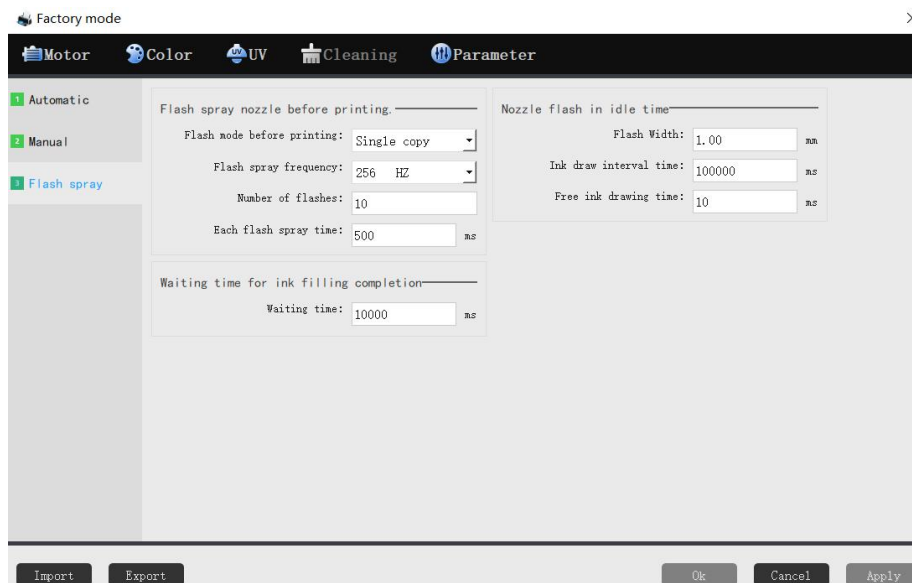 Factory mode
Motor Color UV Cleaning Parameter
1 Automatic
2 Manual
3 Flash spray
Flash spray nozzle before printing.
Flash mode before printing: Single copy
Flash spray frequency: 256 HZ
Number of flashes: 10
Each flash spray time: 500 ms
Waiting time for ink filling completion
Waiting time: 10000 ms
Nozzle flash in idle time
Flash Width: 1.00 mm
Ink draw interval time: 100000 ms
Free ink drawing time: 10 ms
Import Export Ok Cancel Apply